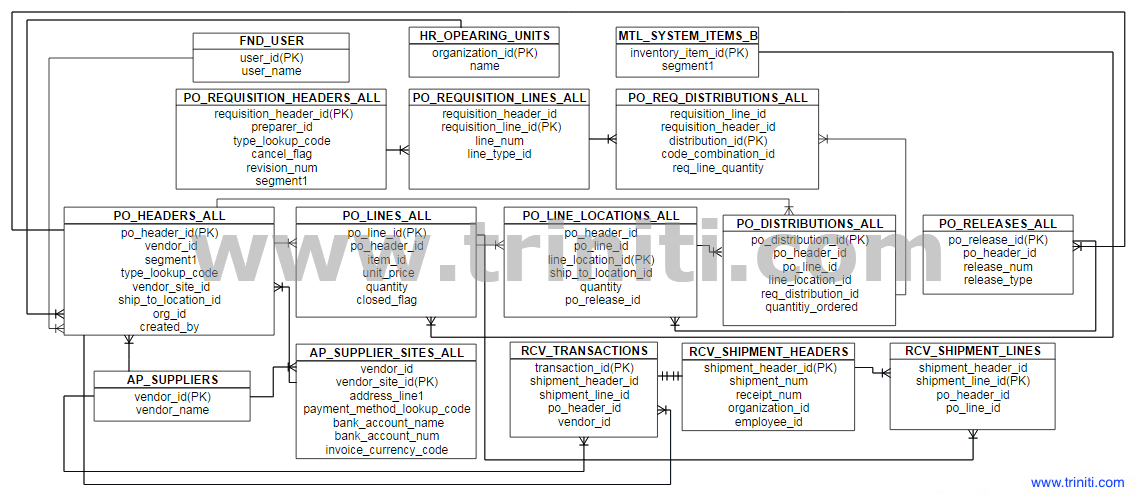 FND_USER
user_id(PK)
user_name
HR_OPEARING_UNITS
organization_id(PK)
name
MTL_SYSTEM_ITEMS_B
inventory_item_id(PK)
segment1
PO_REQUISITION_HEADERS_ALL
requisition_header_id(PK)
preparer_id
type_lookup_code
cancel_flag
revision_num
segment1
PO_REQUISITION_LINES_ALL
requisition_header_id
requisition_line_id(PK)
line_num
line_type_id
PO_REQ_DISTRIBUTIONS_ALL
requisition_line_id
requisition_header_id
distribution_id(PK)
code_combination_id
req_line_quantity
PO_HEADERS_ALL
po_header_id(PK)
vendor_id
segment1
type_lookup_code
vendor_site_id
ship_to_location_id
org_id
created_by
PO_LINES_ALL
po_line_id(PK)
po_header_id
item_id
unit_price
quantity
closed_flag
PO_LINE_LOCATIONS_ALL
po_header_id
po_line_id
line_location_id(PK)
ship_to_location_id
quantity
po_release_id
PO_DISTRIBUTIONS_ALL
po_distribution_id(PK)
po_header_id
po_line_id
line_location_id
req_distribution_id
quantitiy_ordered
PO_RELEASES_ALL
po_release_id(PK)
po_header_id
release_num
release_type
www.triniti.com
AP_SUPPLIERS
vendor_id(PK)
vendor_name
AP_SUPPLIER_SITES_ALL
vendor_id
vendor_site_id(PK)
address_line1
payment_method_lookup_code
bank_account_name
bank_account_num
invoice_currency_code
RCV_TRANSACTIONS
transaction_id(PK)
shipment_header_id
shipment_line_id
po_header_id
vendor_id
RCV_SHIPMENT_HEADERS
shipment_header_id(PK)
shipment_num
receipt_num
organization_id
employee_id
RCV_SHIPMENT_LINES
shipment_header_id
shipment_line_id(PK)
po_header_id
po_line_id
www.triniti.com